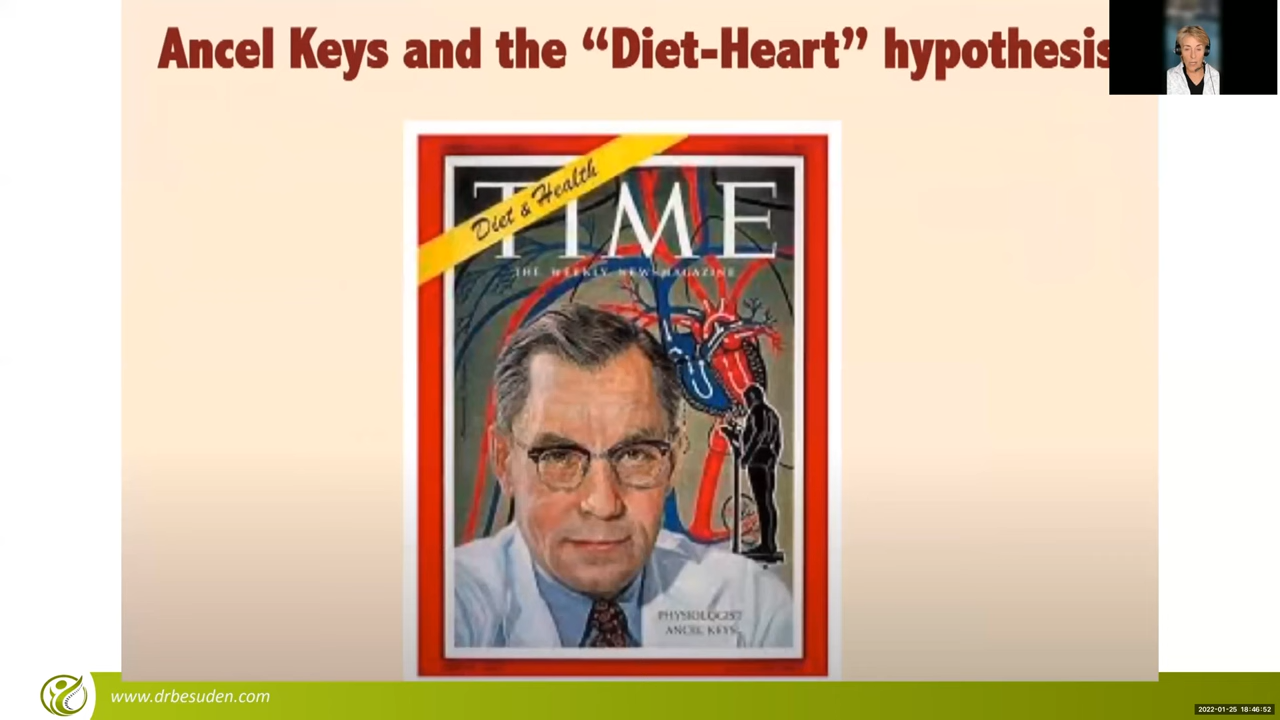 Ancel Keys and the “Diet-Heart” hypothesis
Diet & Health
TIME
THE WEEKLY NEWSMAGAZINE
PHYSIOLOGIST
ANCEL KEYS
www.drbesuden.com
2022-01-25 18:46:52